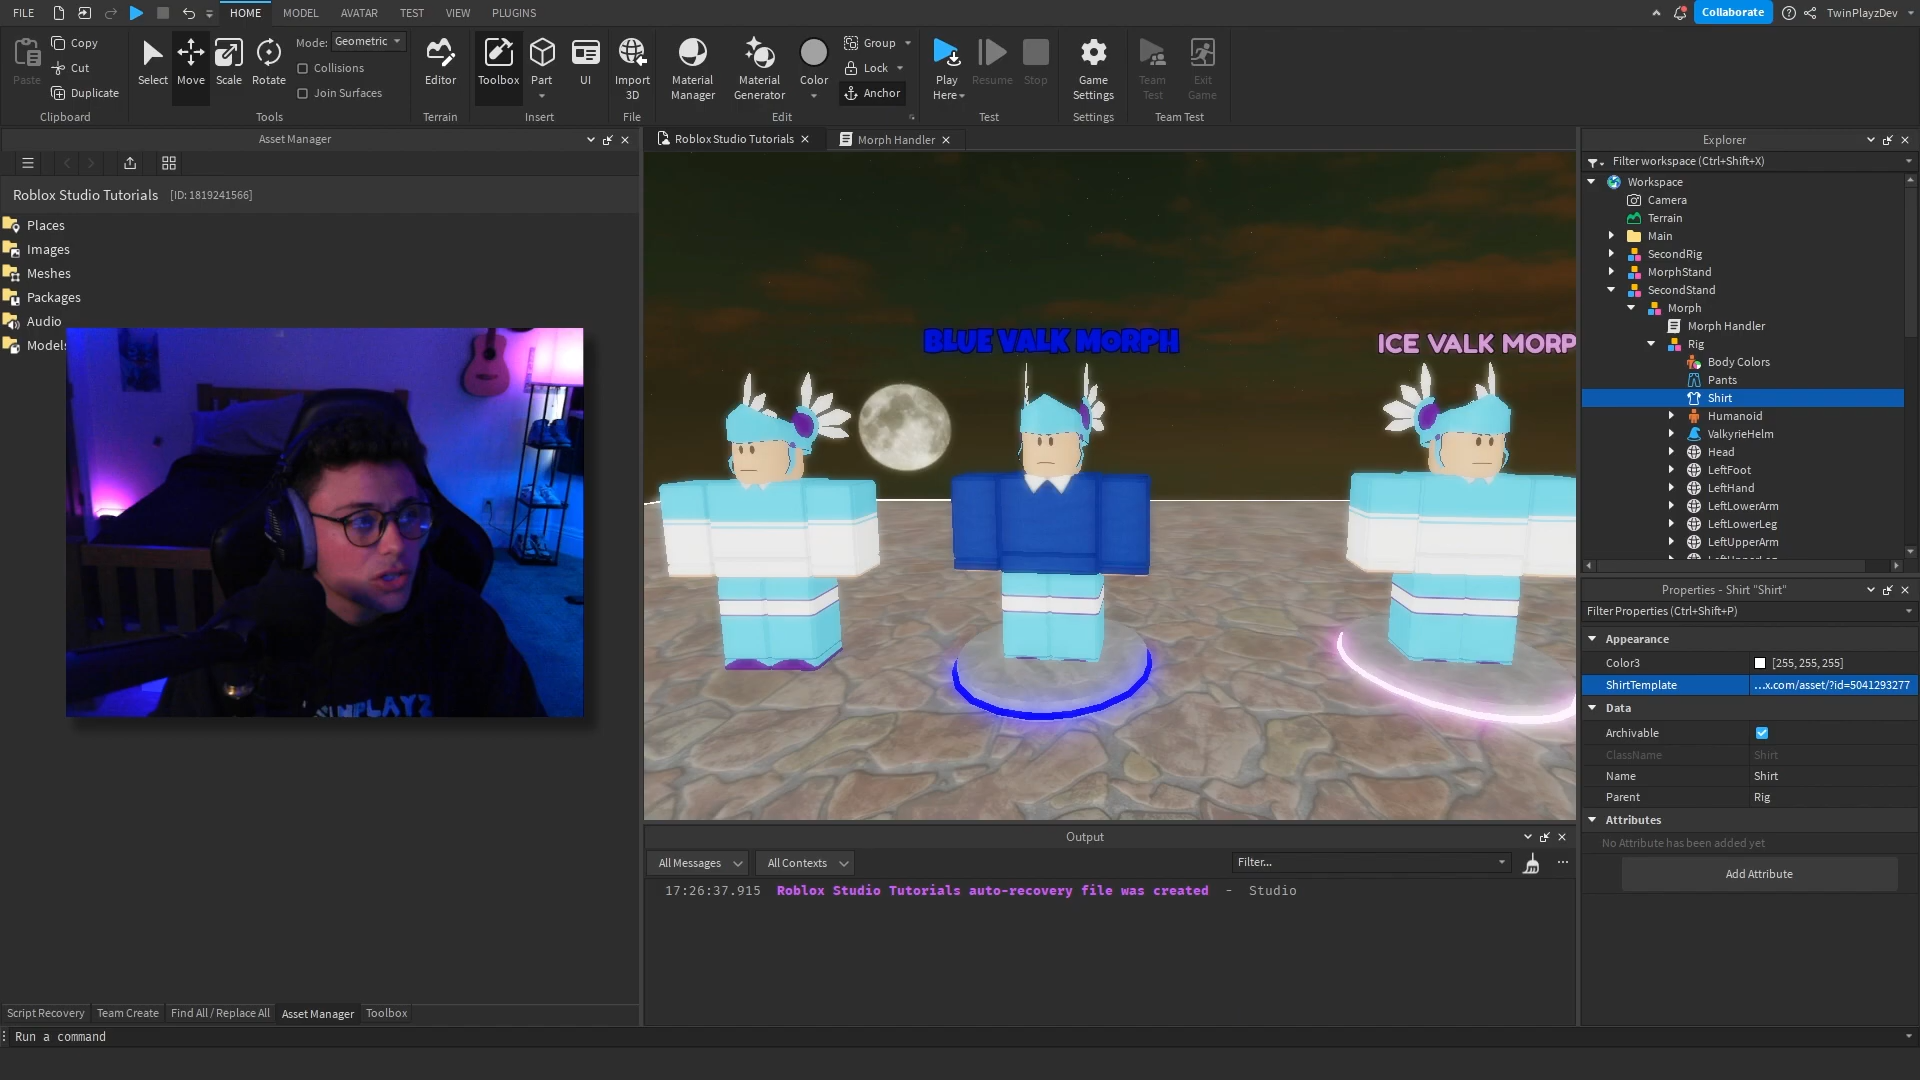 FILE HOME MODEL AVATAR TEST VIEW PLUGINS Collaborate TwinPlayzDev
Paste Copy Cut Duplicate
Clipboard
Select Move Scale Rotate
Mode: Geometric
Collisions
Join Surfaces
Tools
Editor
Terrain
Toolbox Part UI
Insert
Import 3D
File
Material Manager
Material Generator
Color
Group
Lock
Anchor
Edit
Play Here Resume Stop
Test
Game Settings
Settings
Team Test
Exit Game
Team Test
Asset Manager
Roblox Studio Tutorials [ID: 1819241566]
Places
Images
Meshes
Packages
Audio
Models
Script Recovery Team Create Find All / Replace All Asset Manager Toolbox
Run a command
Roblox Studio Tutorials
Morph Handler
BLUE VALK MORPH
ICE VALK MORP
Output
All Messages All Contexts Filter...
17:26:37.915 Roblox Studio Tutorials auto-recovery file was created - Studio
Explorer
Filter workspace (Ctrl+Shift+X)
Workspace
Camera
Terrain
Main
SecondRig
MorphStand
SecondStand
Morph
Morph Handler
Rig
Body Colors
Pants
Shirt
Humanoid
ValkyrieHelm
Head
LeftFoot
LeftHand
LeftLowerArm
LeftLowerLeg
LeftUpperArm
Properties - Shirt "Shirt"
Filter Properties (Ctrl+Shift+P)
Appearance
Color3 [255, 255, 255]
ShirtTemplate ...x.com/asset/?id=5041293277
Data
Archivable
ClassName Shirt
Name Shirt
Parent Rig
Attributes
No Attribute has been added yet
Add Attribute